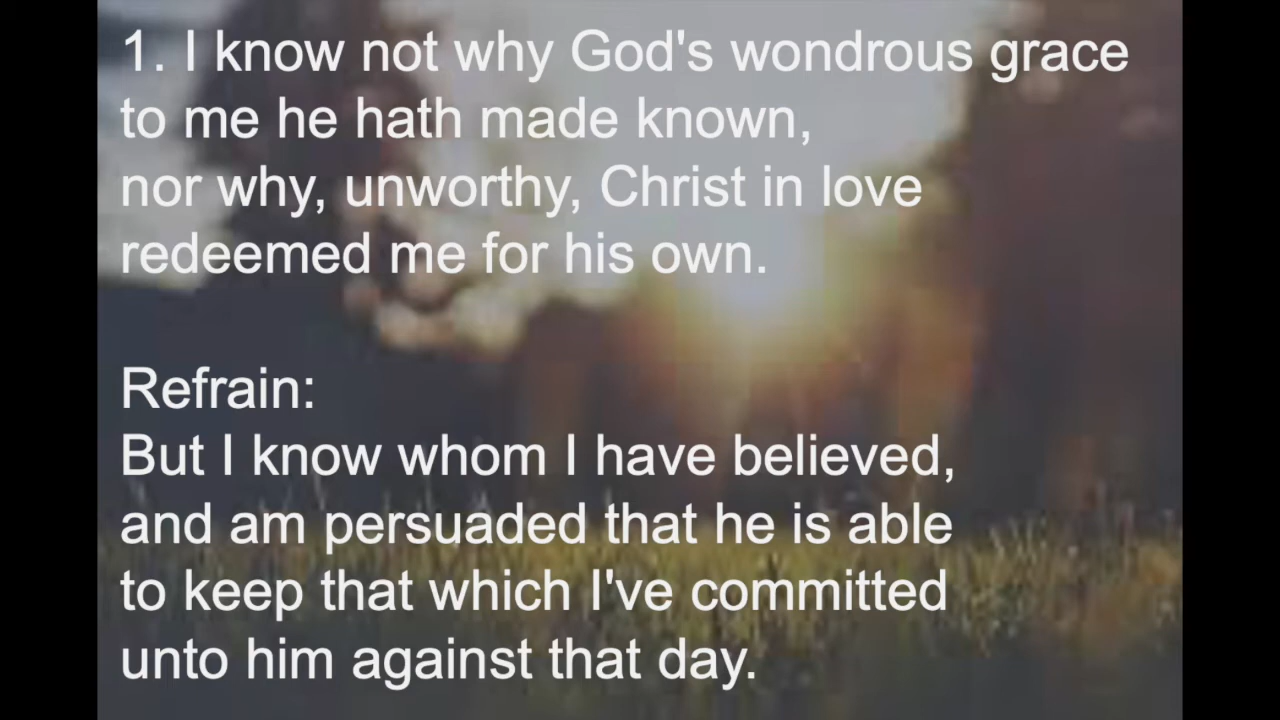 1. I know not why God's wondrous grace
to me he hath made known,
nor why, unworthy, Christ in love
redeemed me for his own.
Refrain:
But I know whom I have believed,
and am persuaded that he is able
to keep that which I've committed
unto him against that day.